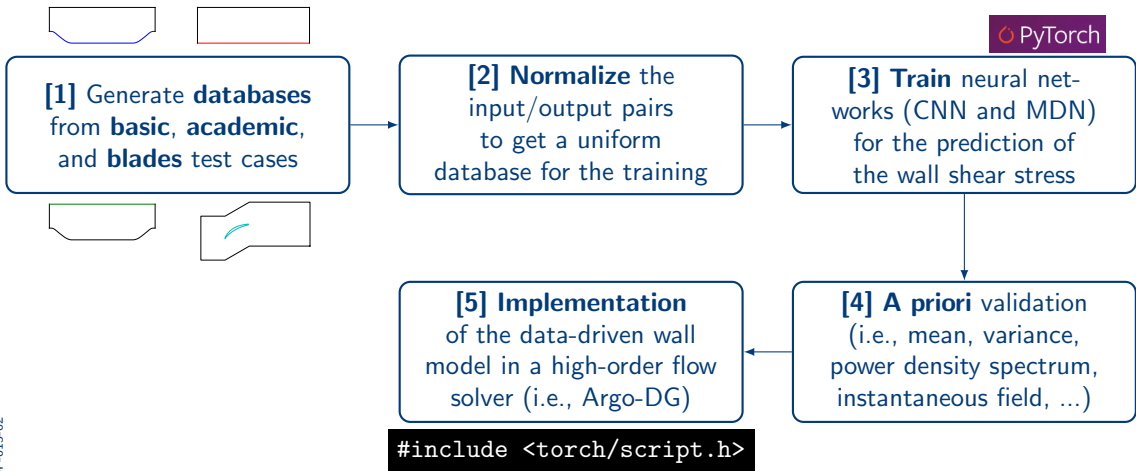 PyTorch
[1] Generate databases
from basic, academic,
and blades test cases
[2] Normalize the
input/output pairs
to get a uniform
database for the training
[3] Train neural net-
works (CNN and MDN)
for the prediction of
the wall shear stress
[4] A priori validation
(i.e., mean, variance,
power density spectrum,
instantaneous field, ...)
[5] Implementation
of the data-driven wall
model in a high-order flow
solver (i.e., Argo-DG)
#include <torch/script.h>